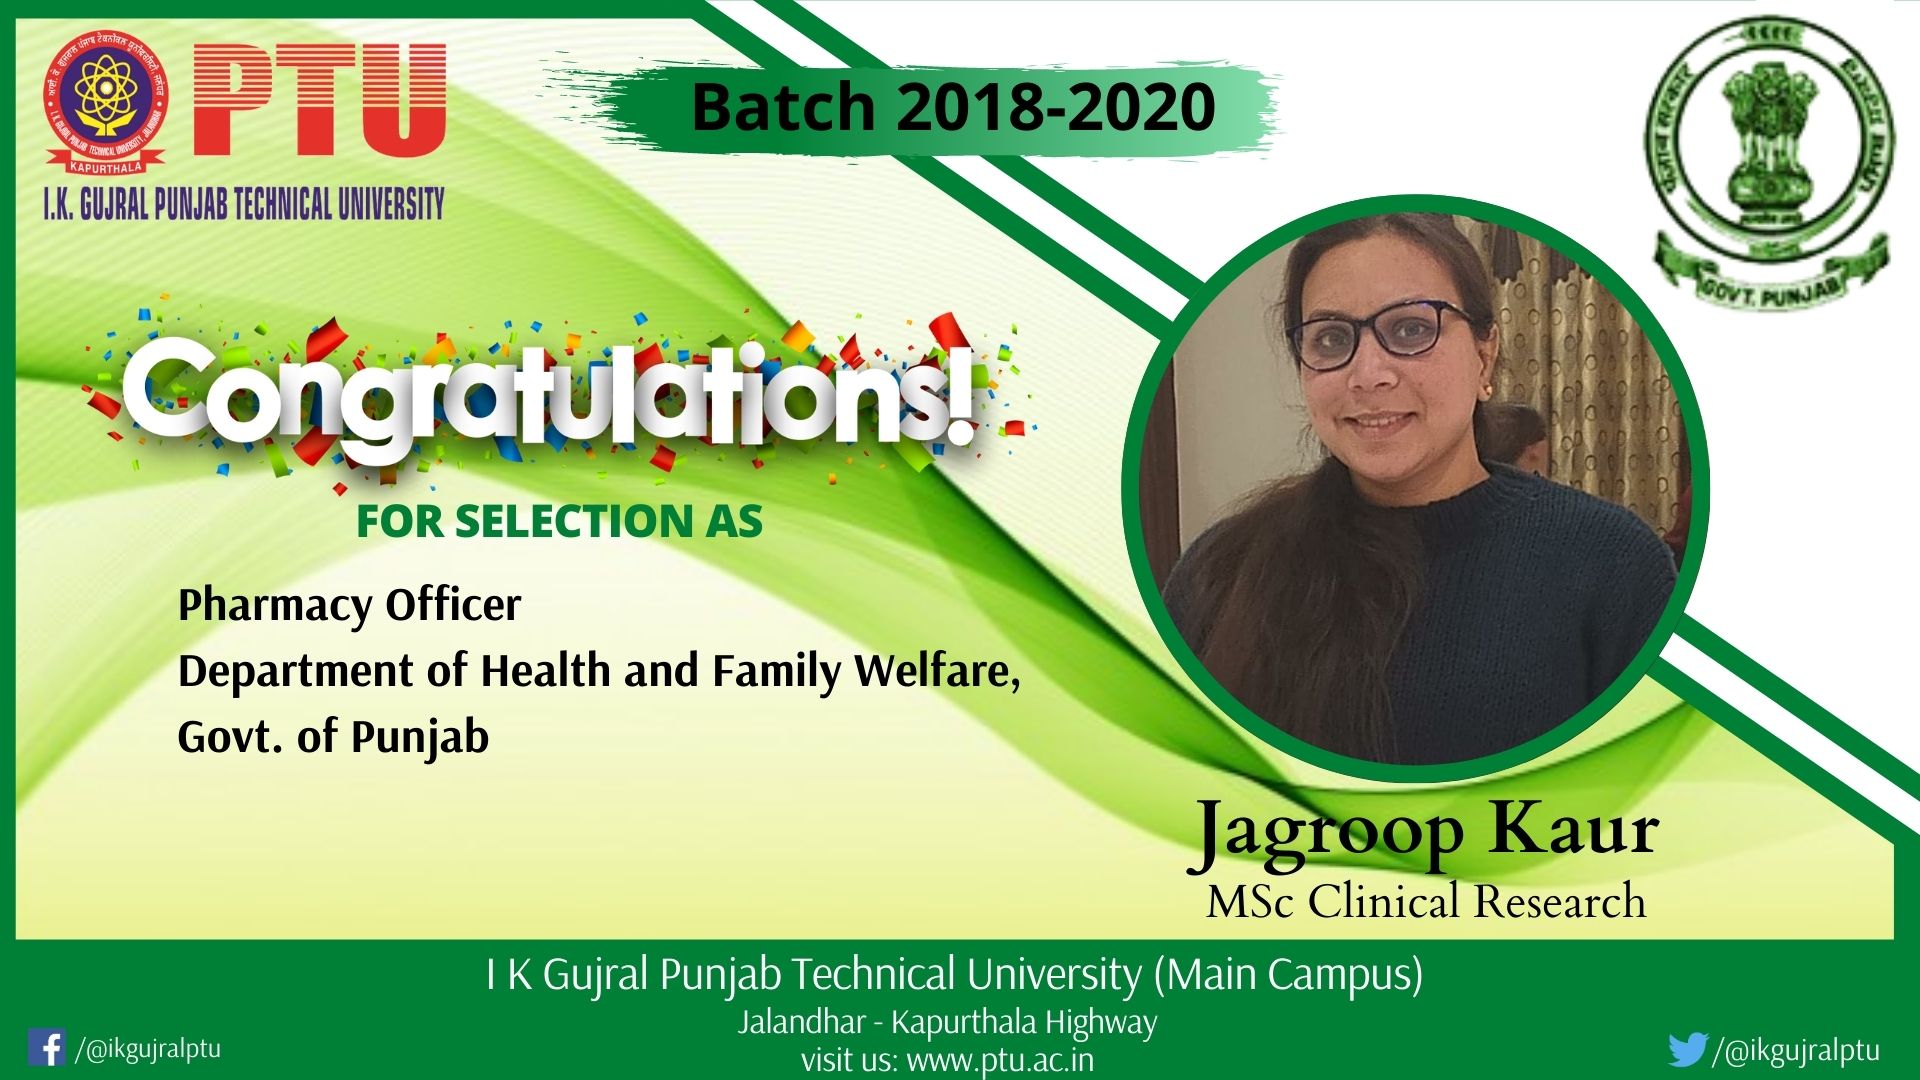 PTU
I.K. GUJRAL PUNJAB TECHNICAL UNIVERSITY
KAPURTHALA
Batch 2018-2020
GOVT. PUNJAB
Congratulations!
FOR SELECTION AS
Pharmacy Officer
Department of Health and Family Welfare,
Govt. of Punjab
Jagroop Kaur
MSc Clinical Research
I K Gujral Punjab Technical University (Main Campus)
Jalandhar - Kapurthala Highway
visit us: www.ptu.ac.in
/@ikgujralptu
/@ikgujralptu